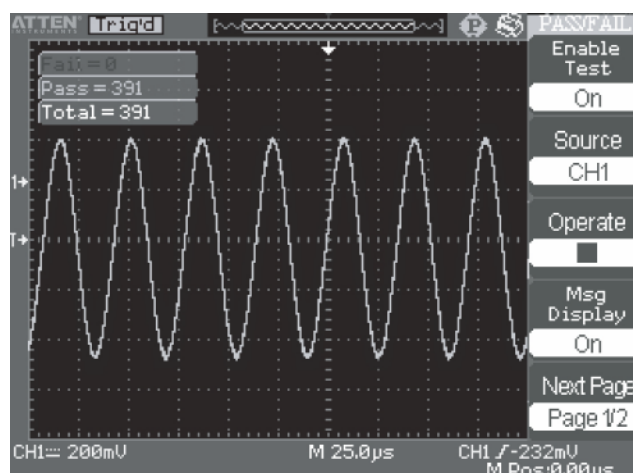 ATTEN Trig'd PASS/FAIL
Fail=0
Pass=391
Total=391
Enable
Test
On
Source
CH1
Operate
Msg
Display
On
Next Page
Page 1/2
1
T
P
CH1 200mV M 25.0µs CH1 -232mV
M Pos:0.00µs